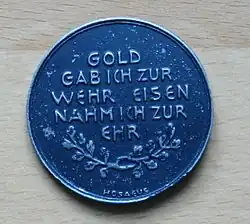 GOLD
GAB ICH ZUR
WEHR EISEN
NAHM ICH ZUR
EHR
HOSAEUS